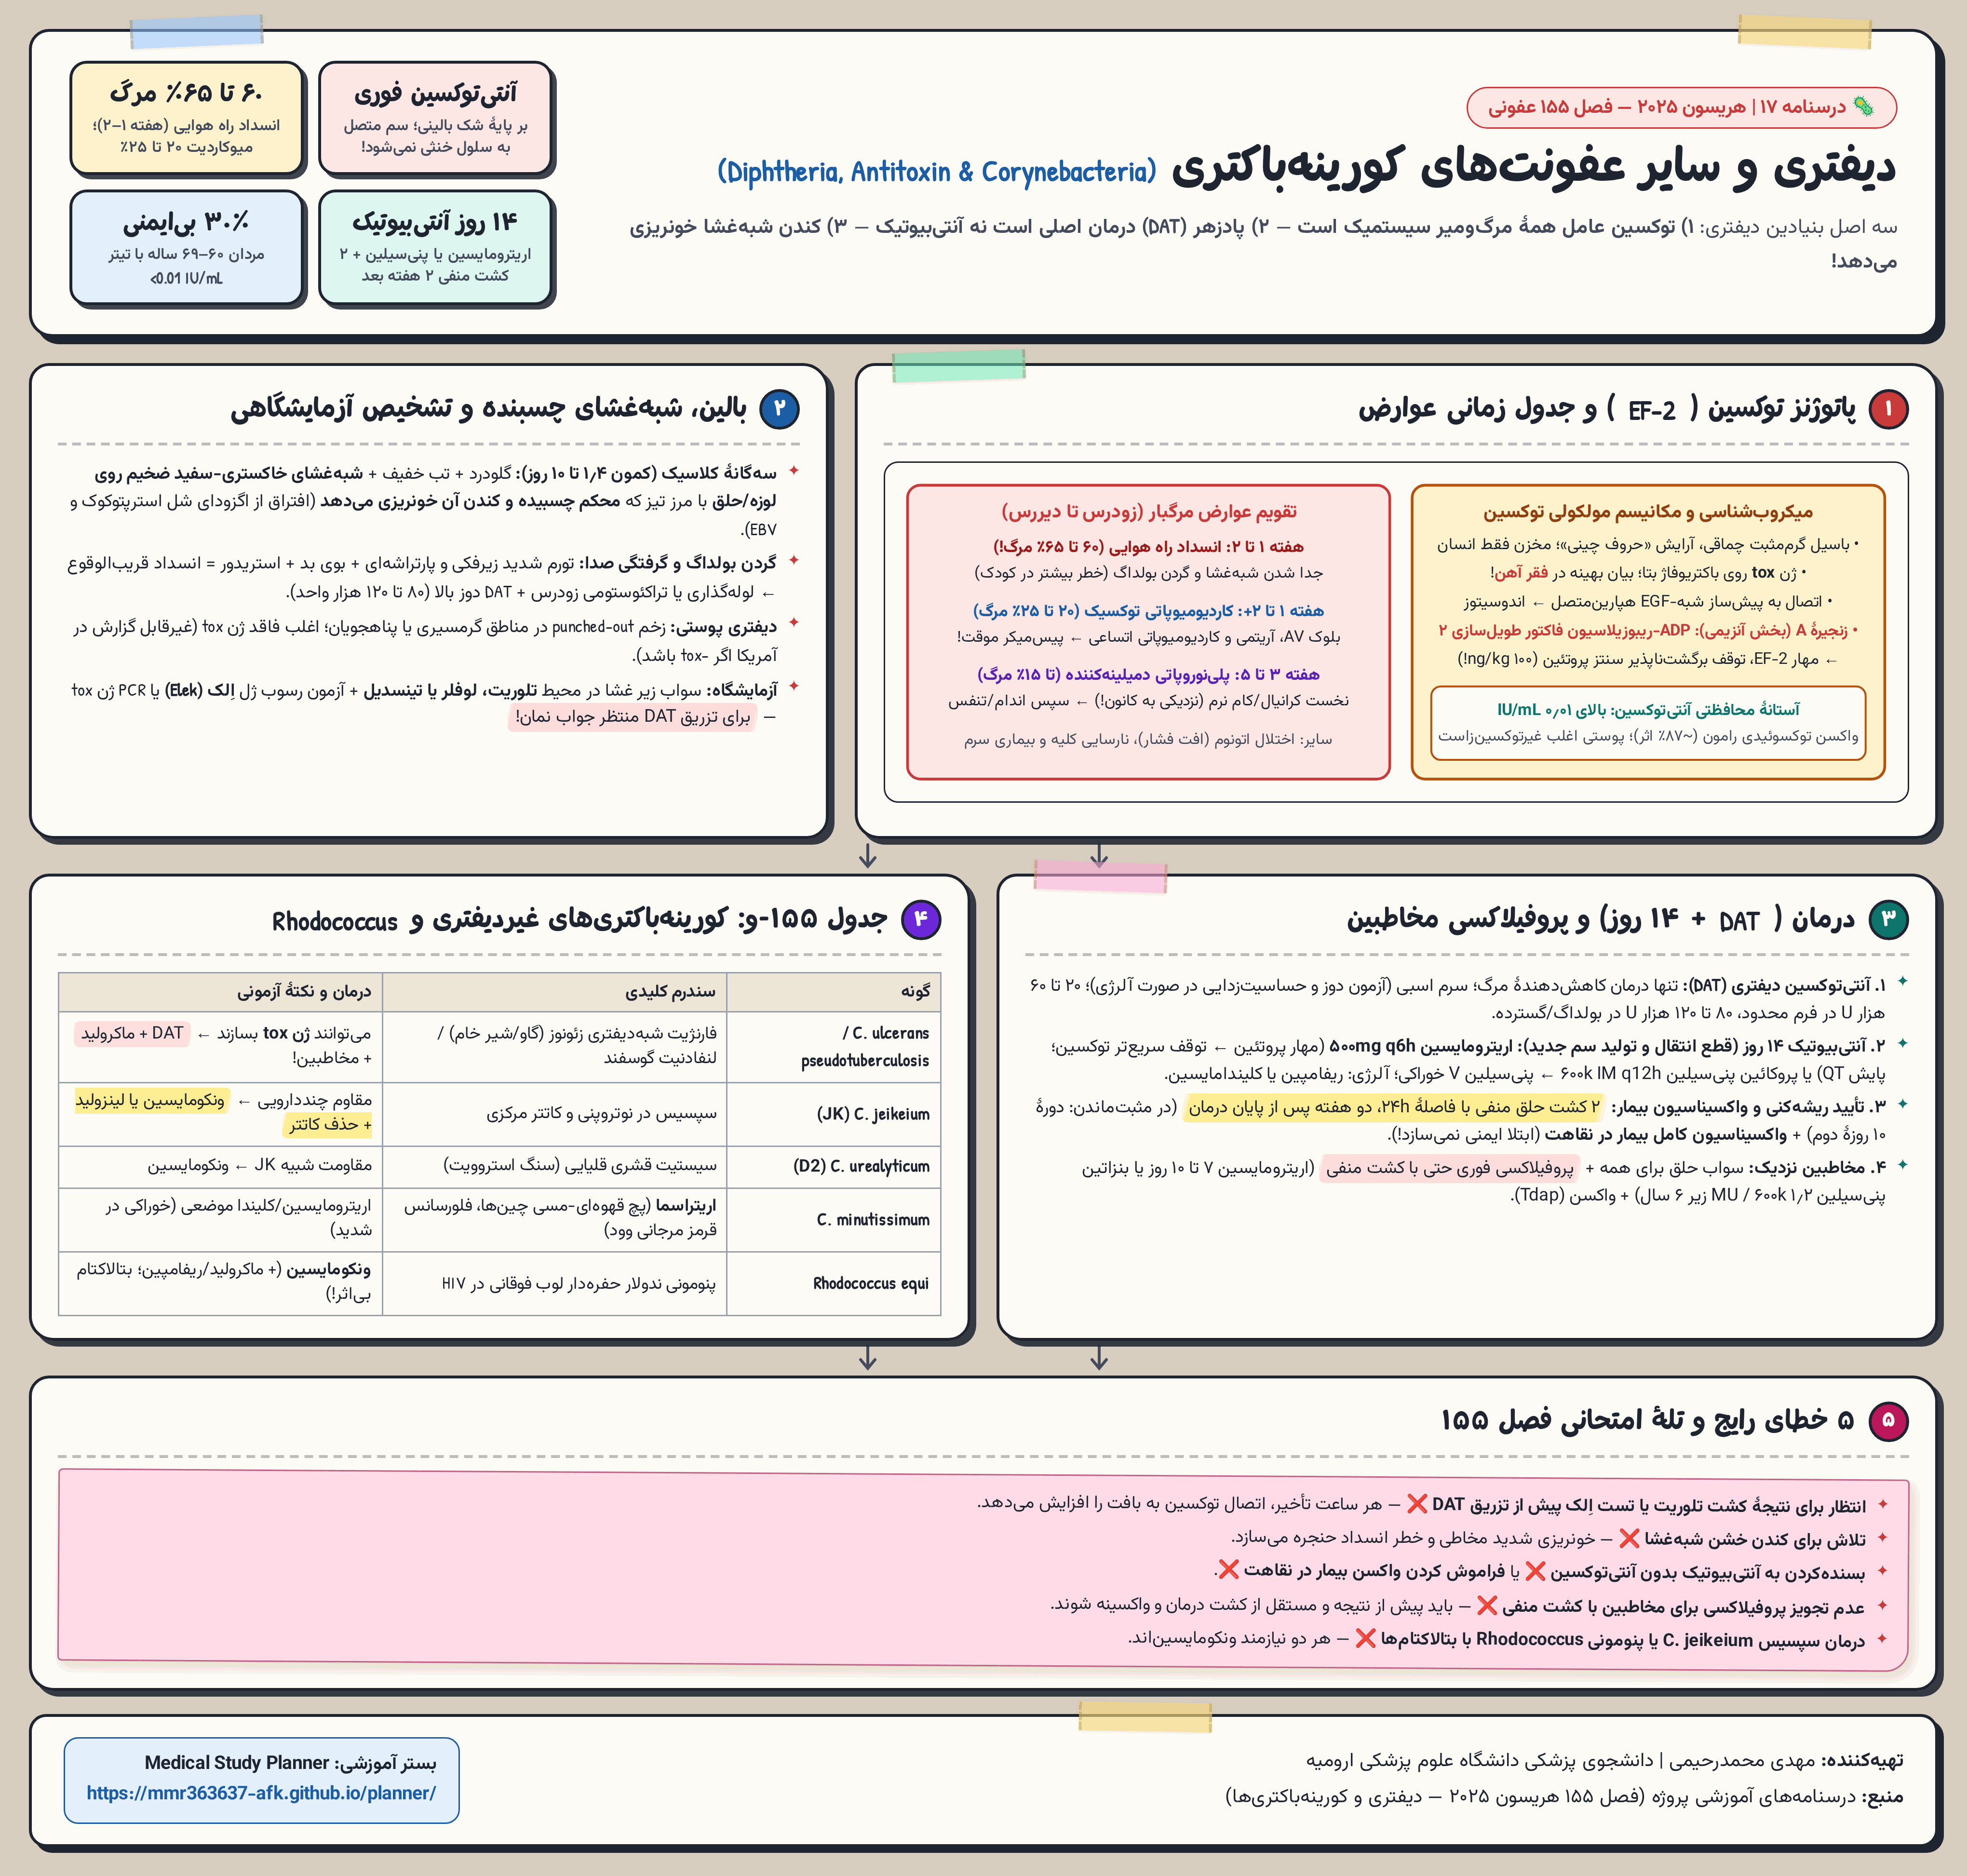 درسنامه ۱۷ | هریسون ۲۰۲۵ – فصل ۱۵۵ عفونی
دیفتری و سایر عفونت‌های کورینه‌باکتری (Diphtheria, Antitoxin & Corynebacteria)
سه اصل بنیادین دیفتری: ۱) توکسین عامل همهٔ مرگ‌ومیر سیستمیک است – ۲) پادزهر (DAT) درمان اصلی است نه آنتی‌بیوتیک – ۳) کندن شبه‌غشا خونریزی
می‌دهد!
آنتی‌توکسین فوری
بر پایهٔ شک بالینی؛ سم متصل
به سلول خنثی نمی‌شود!
۶۰ تا ۶۵٪ مرگ
انسداد راه هوایی (هفته ۱–۲)؛
میوکاردیت ۲۰ تا ۲۵٪
۱۴ روز آنتی‌بیوتیک
اریترومایسین یا پنی‌سیلین + ۲
کشت منفی ۲ هفته بعد
۳۰٪ بی‌ایمنی
مردان ۶۰–۶۹ ساله با تیتر
<0.01 IU/mL
۱ پاتوژنز توکسین ( EF-2 ) و جدول زمانی عوارض
میکروب‌شناسی و مکانیسم مولکولی توکسین
• باسیل گرم‌مثبت چماقی، آرایش «حروف چینی»؛ مخزن فقط انسان
• ژن tox روی باکتریوفاژ بتا؛ بیان بهینه در فقر آهن!
• اتصال به پیش‌ساز شبه-EGF هپارین‌متصل ← اندوسیتوز
• زنجیرهٔ A (بخش آنزیمی): ADP-ریبوزیلاسیون فاکتور طویل‌سازی ۲
← مهار EF-2، توقف برگشت‌ناپذیر سنتز پروتئین (۱۰۰ ng/kg!)
آستانهٔ محافظتی آنتی‌توکسین: بالای ۰٫۰۱ IU/mL
واکسن توکسوئیدی رامون (~۸۷٪ اثر)؛ پوستی اغلب غیرتوکسین‌زاست
تقویم عوارض مرگبار (زودرس تا دیررس)
هفته ۱ تا ۲: انسداد راه هوایی (۶۰ تا ۶۵٪ مرگ!)
جدا شدن شبه‌غشا و گردن بولداگ (خطر بیشتر در کودک)
هفته ۱ تا ۲+: کاردیومیوپاتی توکسیک (۲۰ تا ۲۵٪ مرگ)
بلوک AV، آریتمی و کاردیومیوپاتی اتساعی ← پیس‌میکر موقت!
هفته ۳ تا ۵: پلی‌نوروپاتی دمیلینه‌کننده (تا ۱۵٪ مرگ)
نخست کرانیال/کام نرم (نزدیکی به کانون!) ← سپس اندام/تنفس
سایر: اختلال اتونوم (افت فشار)، نارسایی کلیه و بیماری سرم
۲ بالین، شبه‌غشای چسبنده و تشخیص آزمایشگاهی
سه‌گانهٔ کلاسیک (کمون ۱٫۴ تا ۱۰ روز): گلودرد + تب خفیف + شبه‌غشای خاکستری-سفید ضخیم روی
لوزه/حلق با مرز تیز که محکم چسبیده و کندن آن خونریزی می‌دهد (افتراق از اگزودای شل استرپتوکوک و
EBV).
گردن بولداگ و گرفتگی صدا: تورم شدید زیرفکی و پارتراشه‌ای + بوی بد + استریدور = انسداد قریب‌الوقوع
← لوله‌گذاری یا تراکئوستومی زودرس + DAT دوز بالا (۸۰ تا ۱۲۰ هزار واحد).
دیفتری پوستی: زخم punched-out در مناطق گرمسیری یا پناهجویان؛ اغلب فاقد ژن tox (غیرقابل گزارش در
آمریکا اگر -tox باشد).
آزمایشگاه: سواب زیر غشا در محیط تلوریت، لوفلر یا تینسدیل + آزمون رسوب ژل اِلک (Elek) یا PCR ژن tox
– برای تزریق DAT منتظر جواب نمان!
۳ درمان ( DAT + ۱۴ روز) و پروفیلاکسی مخاطبین
۱. آنتی‌توکسین دیفتری (DAT): تنها درمان کاهش‌دهندهٔ مرگ؛ سرم اسبی (آزمون دوز و حساسیت‌زدایی در صورت آلرژی)؛ ۲۰ تا ۶۰
هزار U در فرم محدود، ۸۰ تا ۱۲۰ هزار U در بولداگ/گسترده.
۲. آنتی‌بیوتیک ۱۴ روز (قطع انتقال و تولید سم جدید): اریترومایسین ۵۰۰mg q6h (مهار پروتئین ← توقف سریع‌تر توکسین؛
پایش QT) یا پروکائین پنی‌سیلین ۶۰۰k IM q12h ← پنی‌سیلین V خوراکی؛ آلرژی: ریفامپین یا کلیندامایسین.
۳. تأیید ریشه‌کنی و واکسیناسیون بیمار: ۲ کشت حلق منفی با فاصلهٔ ۲۴h، دو هفته پس از پایان درمان (در مثبت‌ماندن: دورهٔ
۱۰ روزهٔ دوم) + واکسیناسیون کامل بیمار در نقاهت (ابتلا ایمنی نمی‌سازد!).
۴. مخاطبین نزدیک: سواب حلق برای همه + پروفیلاکسی فوری حتی با کشت منفی (اریترومایسین ۷ تا ۱۰ روز یا بنزاتین
پنی‌سیلین ۱٫۲ MU / ۶۰۰k زیر ۶ سال) + واکسن (Tdap).
۴ جدول ۱۵۵-و: کورینه‌باکتری‌های غیردیفتری و Rhodococcus
گونه | سندرم کلیدی | درمان و نکتهٔ آزمونی
C. ulcerans / pseudotuberculosis | فارنژیت شبه‌دیفتری زئونوز (گاو/شیر خام) / لنفادنیت گوسفند | می‌توانند ژن tox بسازند ← DAT + ماکرولید + مخاطبین!
C. jeikeium (JK) | سپسیس در نوتروپنی و کاتتر مرکزی | مقاوم چنددارویی ← ونکومایسین یا لینزولید + حذف کاتتر
C. urealyticum (D2) | سیستیت قشری قلیایی (سنگ استروویت) | مقاومت شبیه JK ← ونکومایسین
C. minutissimum | اریتراسما (پچ قهوه‌ای-مسی چین‌ها، فلورسانس قرمز مرجانی وود) | اریترومایسین/کلیندا موضعی (خوراکی در شدید)
Rhodococcus equi | پنومونی ندولار حفره‌دار لوب فوقانی در HIV | ونکومایسین (+ ماکرولید/ریفامپین؛ بتالاکتام بی‌اثر!)
۵ ۵ خطای رایج و تلهٔ امتحانی فصل ۱۵۵
انتظار برای نتیجهٔ کشت تلوریت یا تست اِلک پیش از تزریق DAT ❌ – هر ساعت تأخیر، اتصال توکسین به بافت را افزایش می‌دهد.
تلاش برای کندن خشن شبه‌غشا ❌ – خونریزی شدید مخاطی و خطر انسداد حنجره می‌سازد.
بسنده‌کردن به آنتی‌بیوتیک بدون آنتی‌توکسین ❌ یا فراموش کردن واکسن بیمار در نقاهت ❌.
عدم تجویز پروفیلاکسی برای مخاطبین با کشت منفی ❌ – باید پیش از نتیجه و مستقل از کشت درمان و واکسینه شوند.
درمان سپسیس C. jeikeium یا پنومونی Rhodococcus با بتالاکتام‌ها ❌ – هر دو نیازمند ونکومایسین‌اند.
تهیه‌کننده: مهدی محمدرحیمی | دانشجوی پزشکی دانشگاه علوم پزشکی ارومیه
منبع: درسنامه‌های آموزشی پروژه (فصل ۱۵۵ هریسون ۲۰۲۵ – دیفتری و کورینه‌باکتری‌ها)
بستر آموزشی: Medical Study Planner
https://mmr363637-afk.github.io/planner/